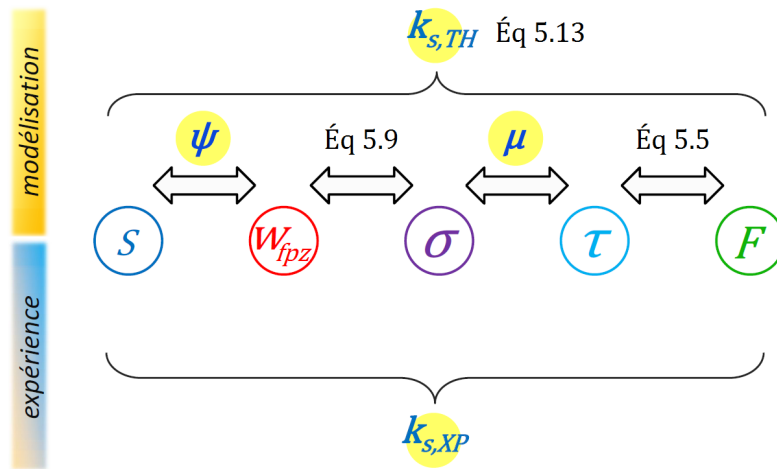 k_{s,TH} Éq 5.13
modélisation
ψ Éq 5.9 μ Éq 5.5
S W_{fpz} σ τ F
expérience
k_{s,XP}